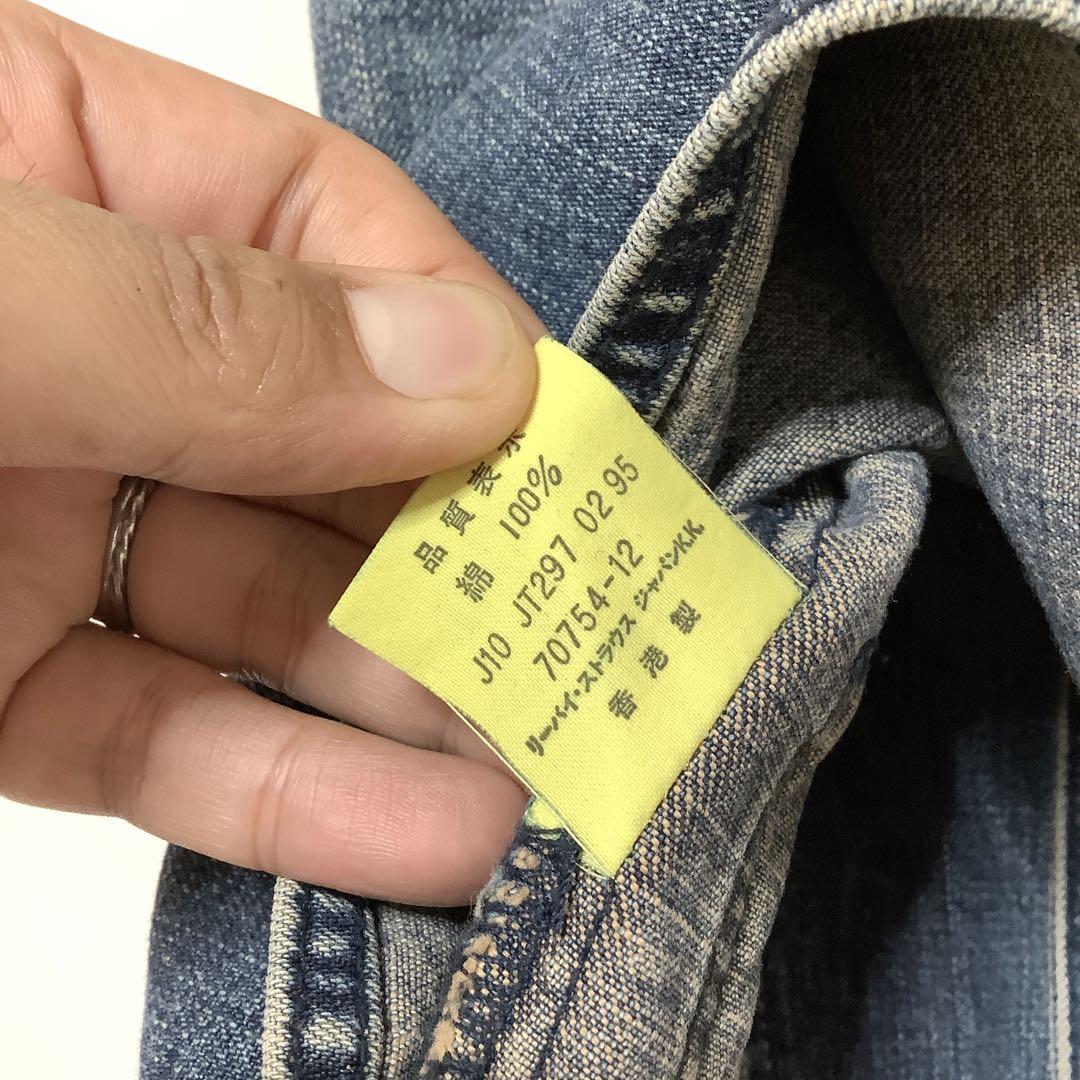 品質表示
綿 100%
J10 JT297 02 95
70754-12
リーバイ・ストラウス ジャパンK.K.
香港製